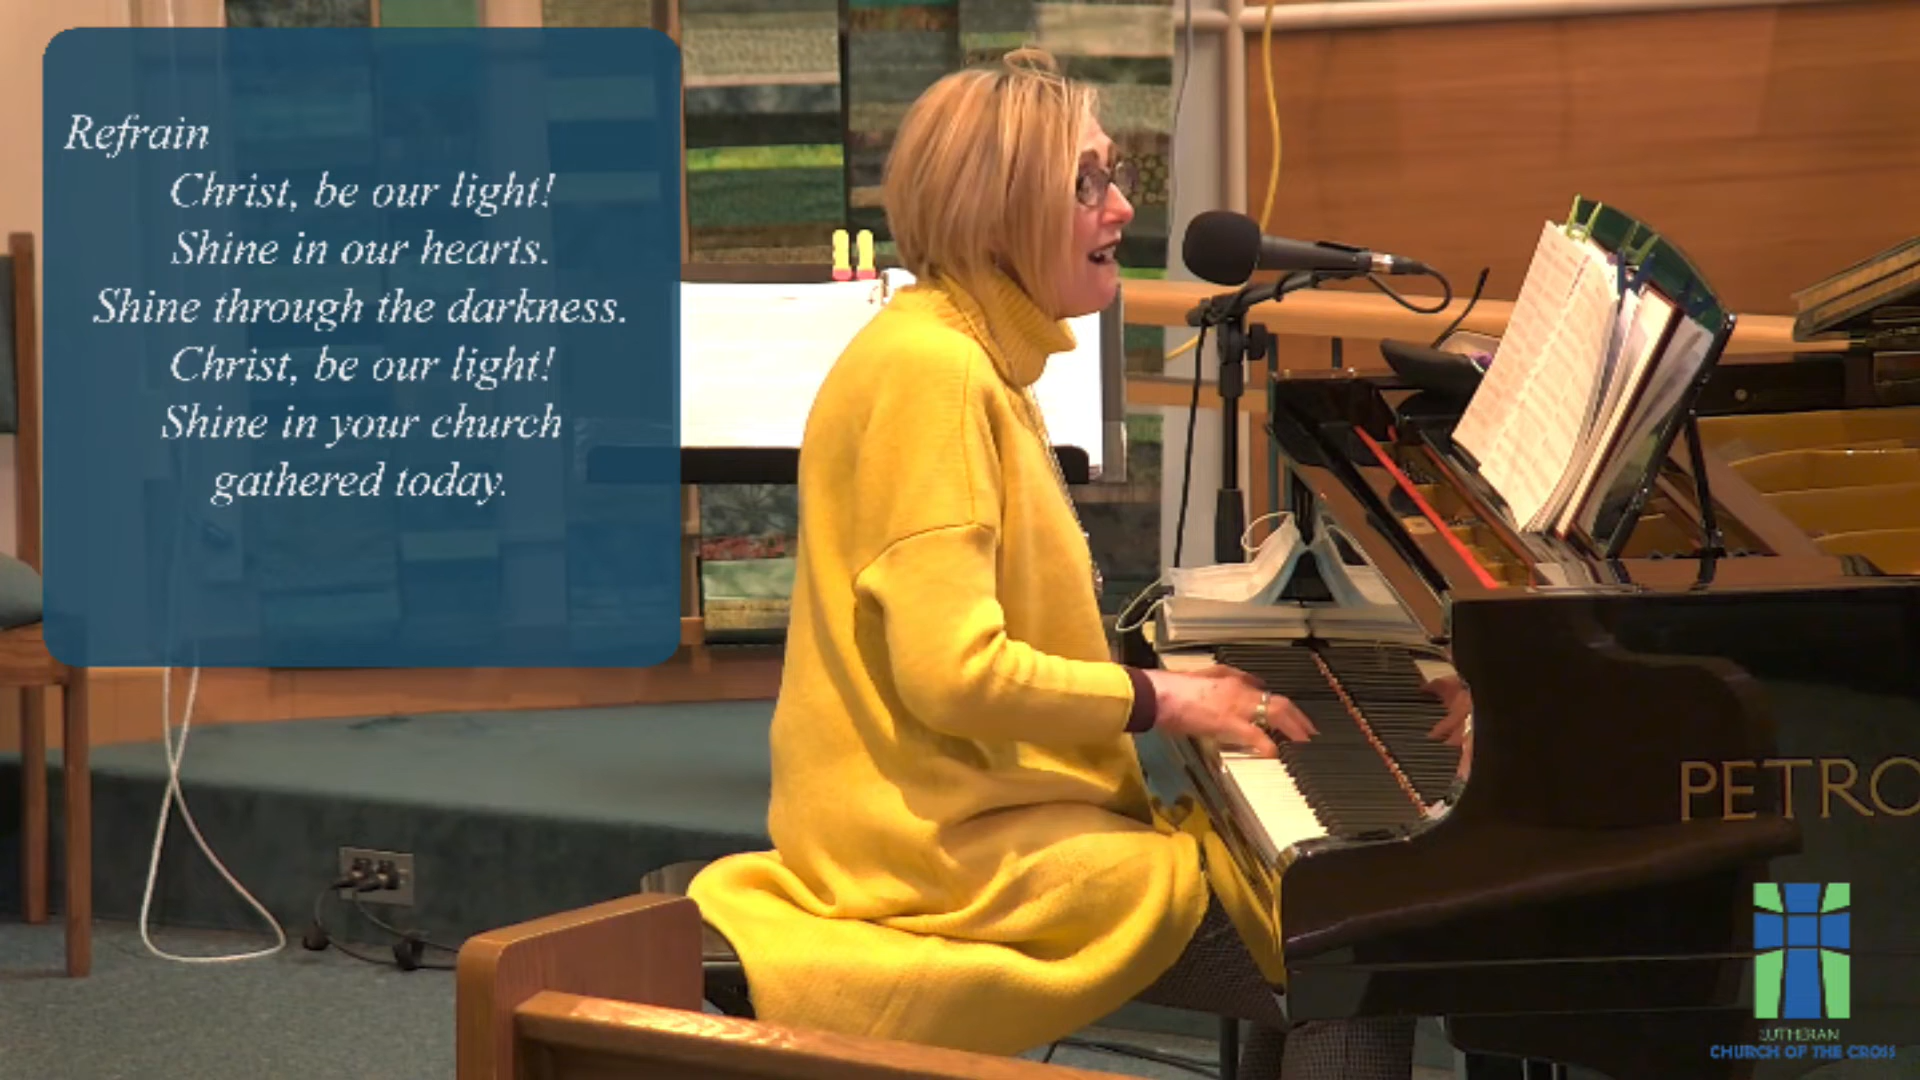 Refrain
Christ, be our light!
Shine in our hearts.
Shine through the darkness.
Christ, be our light!
Shine in your church
gathered today.
PETRO
LUTHERAN
CHURCH OF THE CROSS